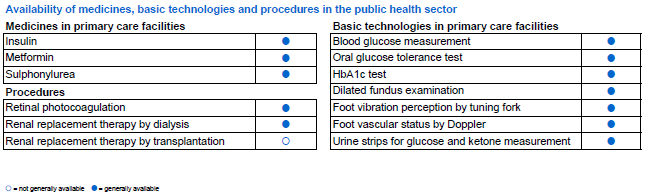 Availability of medicines, basic technologies and procedures in the public health sector
Medicines in primary care facilities
Insulin ●
Metformin ●
Sulphonylurea ●
Procedures
Retinal photocoagulation ●
Renal replacement therapy by dialysis ●
Renal replacement therapy by transplantation ○
Basic technologies in primary care facilities
Blood glucose measurement ●
Oral glucose tolerance test ●
HbA1c test ●
Dilated fundus examination ●
Foot vibration perception by tuning fork ●
Foot vascular status by Doppler ●
Urine strips for glucose and ketone measurement ●
○ = not generally available ● = generally available